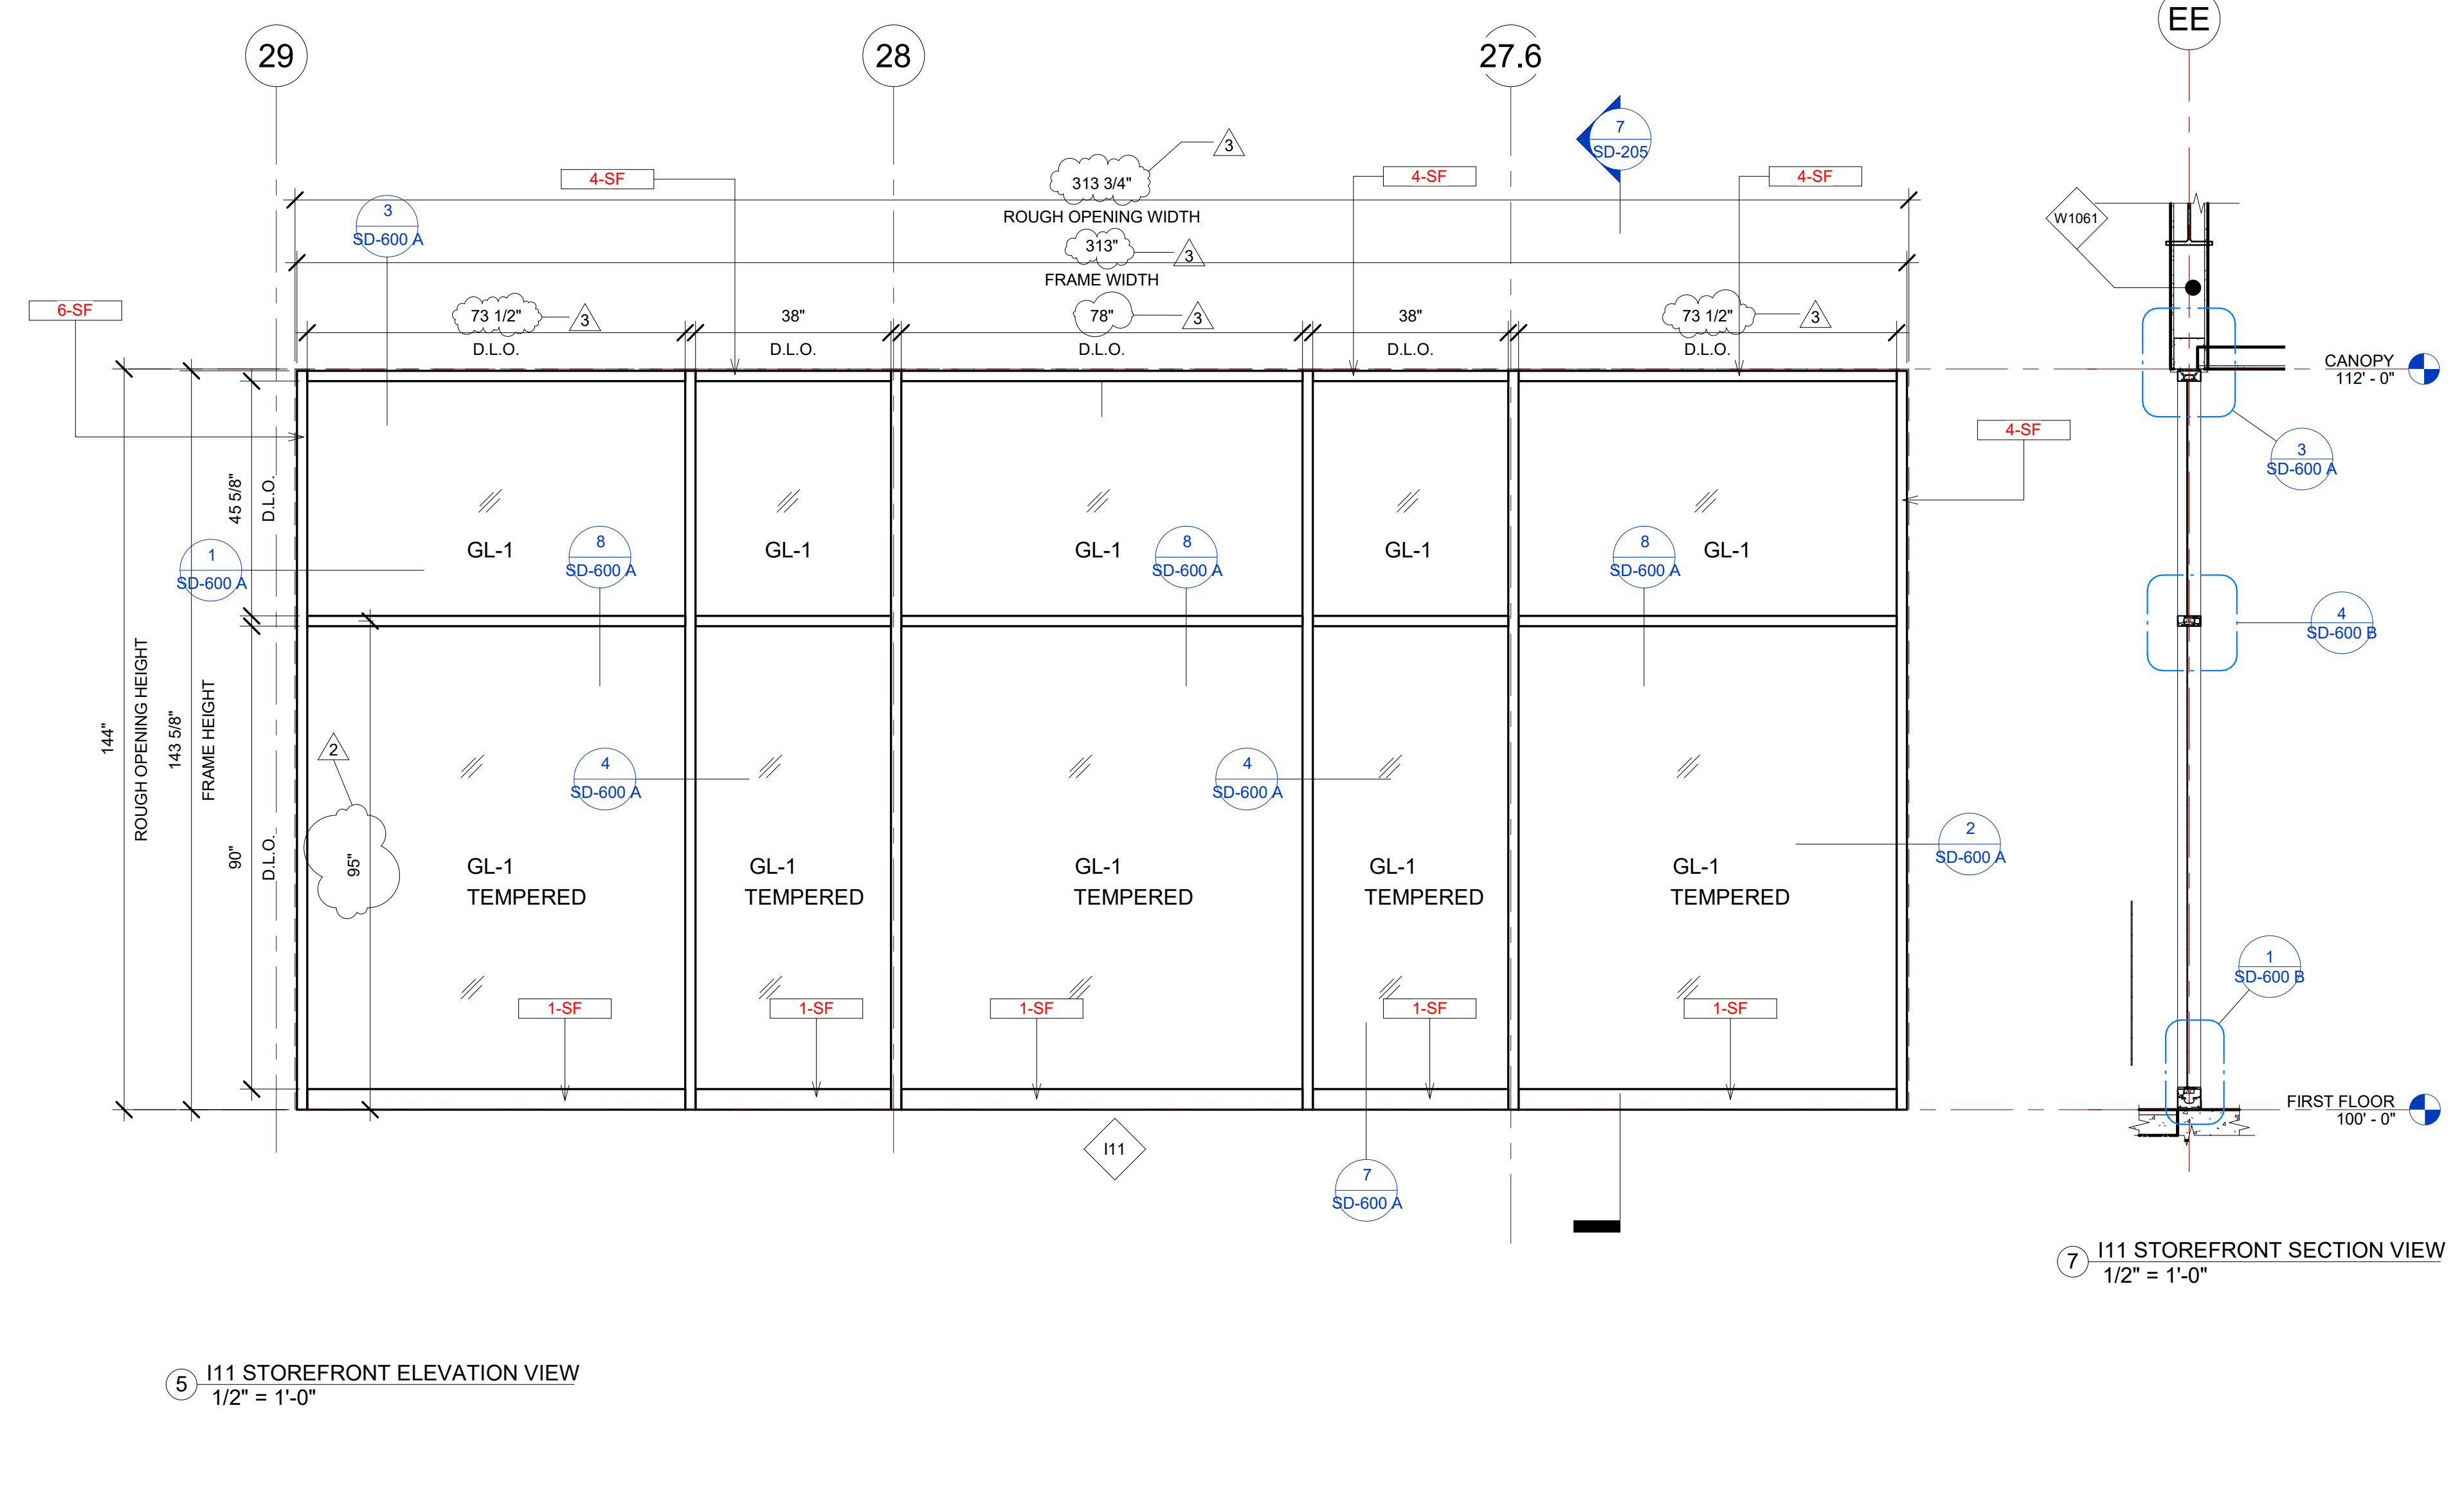 29
28
27.6
EE
3
7
SD-205
4-SF
4-SF
4-SF
313 3/4"
ROUGH OPENING WIDTH
W1061
3
SD-600 A
313"
3
FRAME WIDTH
6-SF
73 1/2"
3
38"
78"
3
38"
73 1/2"
3
D.L.O.
D.L.O.
D.L.O.
D.L.O.
D.L.O.
CANOPY
112' - 0"
4-SF
3
SD-600 A
45 5/8"
D.L.O.
1
SD-600 A
GL-1
8
SD-600 A
GL-1
GL-1
8
SD-600 A
GL-1
8
SD-600 A
GL-1
4
SD-600 B
144"
ROUGH OPENING HEIGHT
143 5/8"
FRAME HEIGHT
90"
D.L.O.
2
95"
4
SD-600 A
4
SD-600 A
2
SD-600 A
GL-1
TEMPERED
GL-1
TEMPERED
GL-1
TEMPERED
GL-1
TEMPERED
GL-1
TEMPERED
1
SD-600 B
1-SF
1-SF
1-SF
1-SF
1-SF
FIRST FLOOR
100' - 0"
I11
7
SD-600 A
7
I11 STOREFRONT SECTION VIEW
1/2" = 1'-0"
5
I11 STOREFRONT ELEVATION VIEW
1/2" = 1'-0"